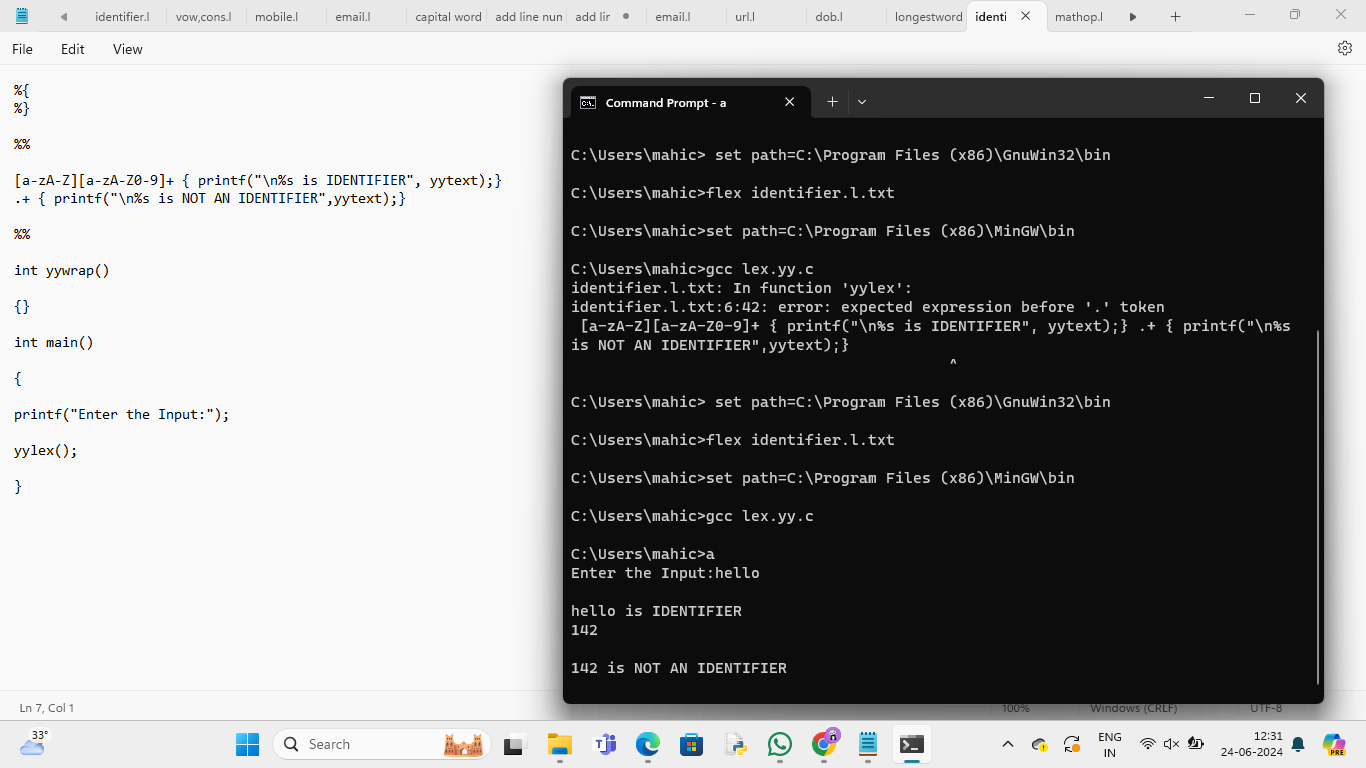 identifier.l
vow,cons.l
mobile.l
email.l
capital word
add line nun
add lir
email.l
url.l
dob.l
longestword
identi
mathop.l
File
Edit
View
%{
%}
%%
[a-zA-Z][a-zA-Z0-9]+ { printf("\n%s is IDENTIFIER", yytext);}
.+ { printf("\n%s is NOT AN IDENTIFIER",yytext);}
%%
int yywrap()
{}
int main()
{
printf("Enter the Input:");
yylex();
}
Command Prompt - a
C:\Users\mahic> set path=C:\Program Files (x86)\GnuWin32\bin
C:\Users\mahic>flex identifier.l.txt
C:\Users\mahic>set path=C:\Program Files (x86)\MinGW\bin
C:\Users\mahic>gcc lex.yy.c
identifier.l.txt: In function 'yylex':
identifier.l.txt:6:42: error: expected expression before '.' token
[a-zA-Z][a-zA-Z0-9]+ { printf("\n%s is IDENTIFIER", yytext);} .+ { printf("\n%s
is NOT AN IDENTIFIER",yytext);}
^
C:\Users\mahic> set path=C:\Program Files (x86)\GnuWin32\bin
C:\Users\mahic>flex identifier.l.txt
C:\Users\mahic>set path=C:\Program Files (x86)\MinGW\bin
C:\Users\mahic>gcc lex.yy.c
C:\Users\mahic>a
Enter the Input:hello
hello is IDENTIFIER
142
142 is NOT AN IDENTIFIER
Ln 7, Col 1
100%
Windows (CRLF)
UTF-8
33°
Search
ENG
IN
12:31
24-06-2024
PRE